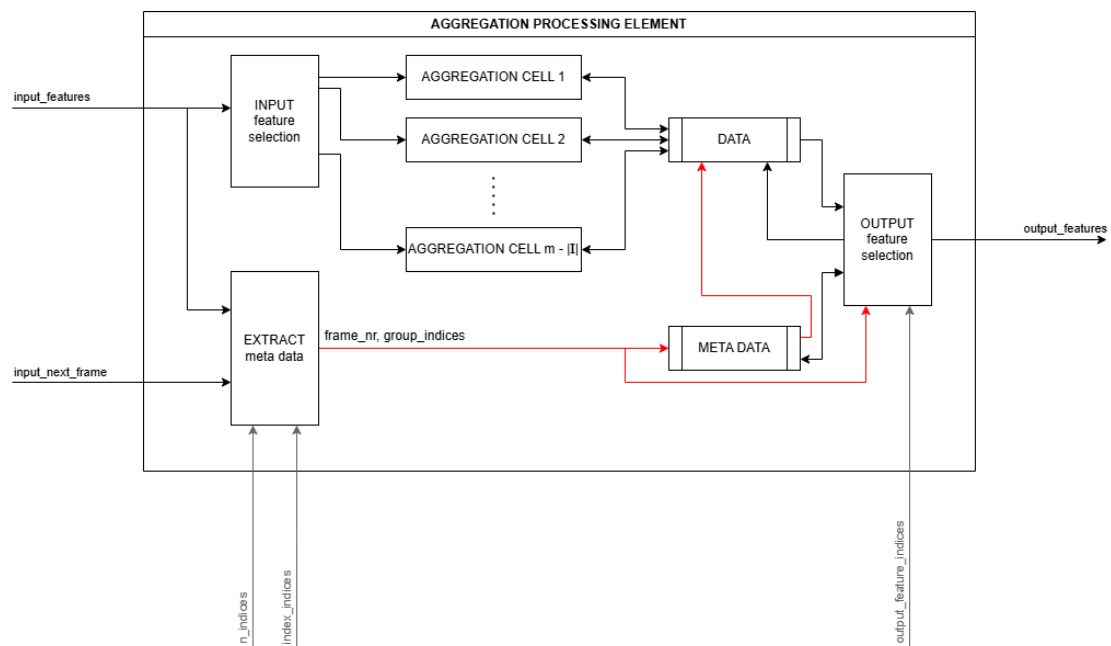 AGGREGATION PROCESSING ELEMENT
input_features
INPUT
feature
selection
AGGREGATION CELL 1
AGGREGATION CELL 2
AGGREGATION CELL m - |I|
DATA
OUTPUT
feature
selection
output_features
EXTRACT
meta data
frame_nr, group_indices
META DATA
input_next_frame
n_indices
index_indices
output_feature_indices